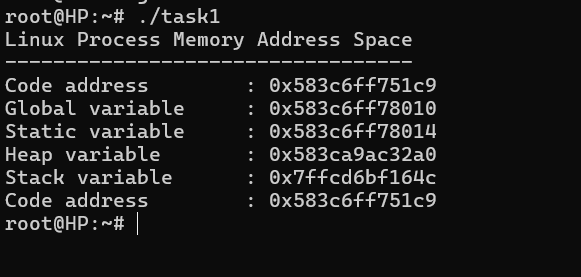 root@HP:~# ./task1
Linux Process Memory Address Space
----------------------------------
Code address        : 0x583c6ff751c9
Global variable     : 0x583c6ff78010
Static variable     : 0x583c6ff78014
Heap variable       : 0x583ca9ac32a0
Stack variable      : 0x7ffcd6bf164c
Code address        : 0x583c6ff751c9
root@HP:~#